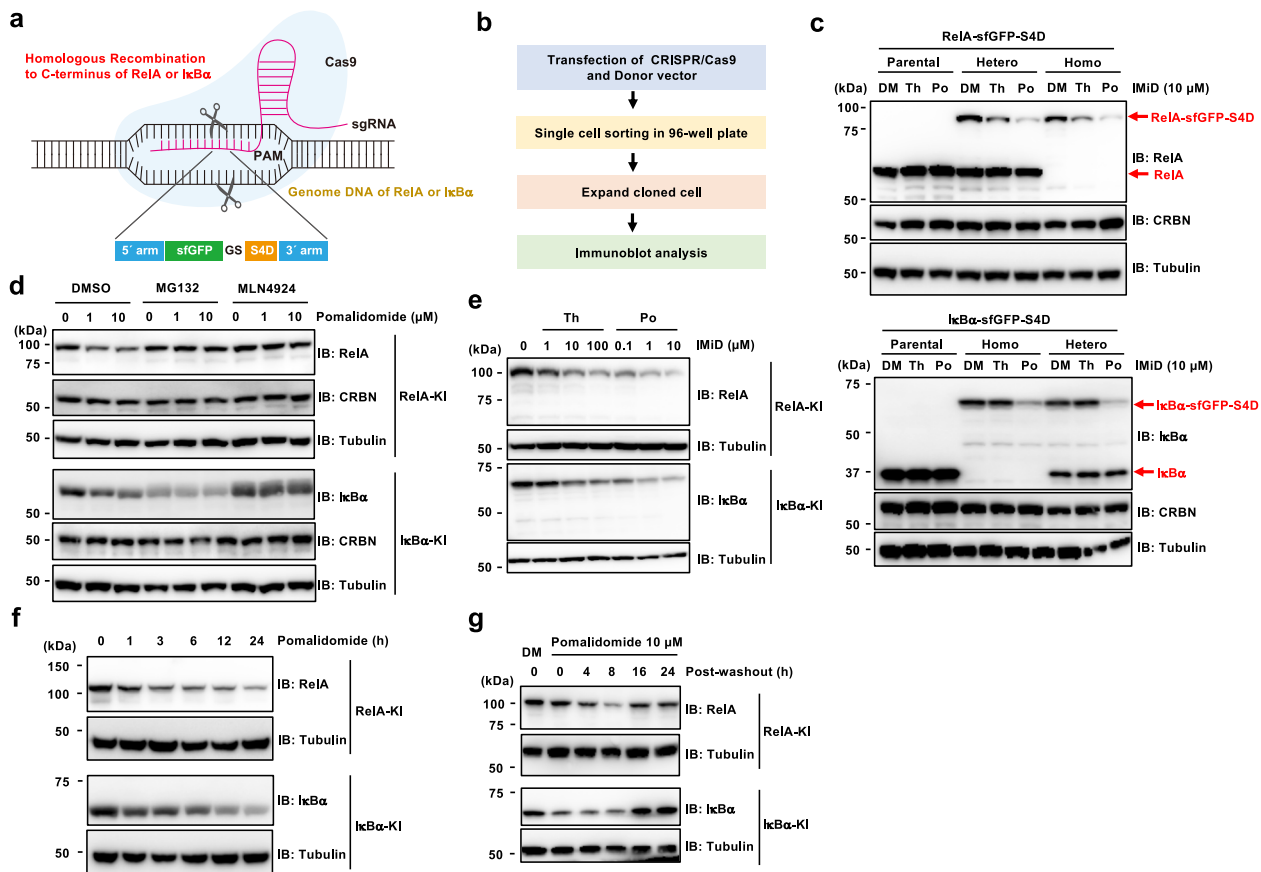 a
Homologous Recombination
to C-terminus of RelA or IκBα
Cas9
sgRNA
PAM
Genome DNA of RelA or IκBα
5´ arm sfGFP GS S4D 3´ arm
b
Transfection of CRISPR/Cas9
and Donor vector
Single cell sorting in 96-well plate
Expand cloned cell
Immunoblot analysis
c
RelA-sfGFP-S4D
Parental Hetero Homo
(kDa) DM Th Po DM Th Po DM Th Po IMiD (10 µM)
100
RelA-sfGFP-S4D
75
IB: RelA
RelA
50
IB: CRBN
50
50
IB: Tubulin
IκBα-sfGFP-S4D
Parental Homo Hetero
(kDa) DM Th Po DM Th Po DM Th Po IMiD (10 µM)
75
IκBα-sfGFP-S4D
50
IB: IκBα
37
IκBα
IB: CRBN
50
50
IB: Tubulin
d
DMSO MG132 MLN4924
0 1 10 0 1 10 0 1 10 Pomalidomide (µM)
(kDa)
100
IB: RelA
75
IB: CRBN
RelA-KI
50
50
IB: Tubulin
75
IB: IκBα
50
IB: CRBN
IκBα-KI
50
50
IB: Tubulin
e
Th Po
0 1 10 100 0.1 1 10 IMiD (µM)
(kDa)
100
IB: RelA
75
RelA-KI
50
IB: Tubulin
75
IB: IκBα
IκBα-KI
50
IB: Tubulin
50
f
0 1 3 6 12 24 Pomalidomide (h)
(kDa)
150
IB: RelA
100
RelA-KI
50
IB: Tubulin
75
IB: IκBα
IκBα-KI
50
IB: Tubulin
g
DM Pomalidomide 10 µM
0 0 4 8 16 24 Post-washout (h)
(kDa)
100
IB: RelA
75
RelA-KI
IB: Tubulin
50
75
IB: IκBα
50
IκBα-KI
IB: Tubulin
50